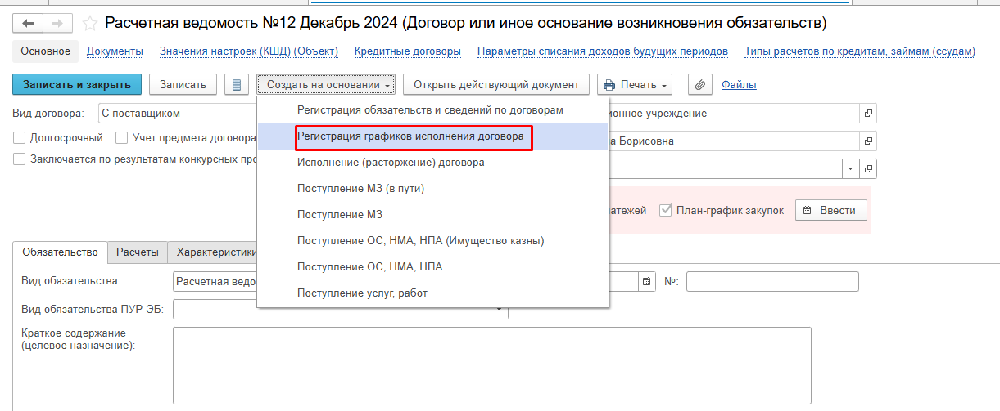 Расчетная ведомость №12 Декабрь 2024 (Договор или иное основание возникновения обязательств)
Основное Документы Значения настроек (КШД) (Объект) Кредитные договоры Параметры списания доходов будущих периодов Типы расчетов по кредитам, займам (ссудам)
Записать и закрыть Записать Создать на основании Открыть действующий документ Печать Файлы
Регистрация обязательств и сведений по договорам
Вид договора: С поставщиком учреждение
Регистрация графиков исполнения договора
Долгосрочный Учет предмета договора Борисовна
Заключается по результатам конкурсных Исполнение (расторжение) договора
Поступление МЗ (в пути)
Поступление МЗ План-график закупок Ввести
Поступление ОС, НМА, НПА (Имущество казны)
Обязательство Расчеты Характеристики
Поступление ОС, НМА, НПА
Вид обязательства: Расчетная №:
Поступление услуг, работ
Вид обязательства ПУР ЭБ:
Краткое содержание
(целевое назначение):